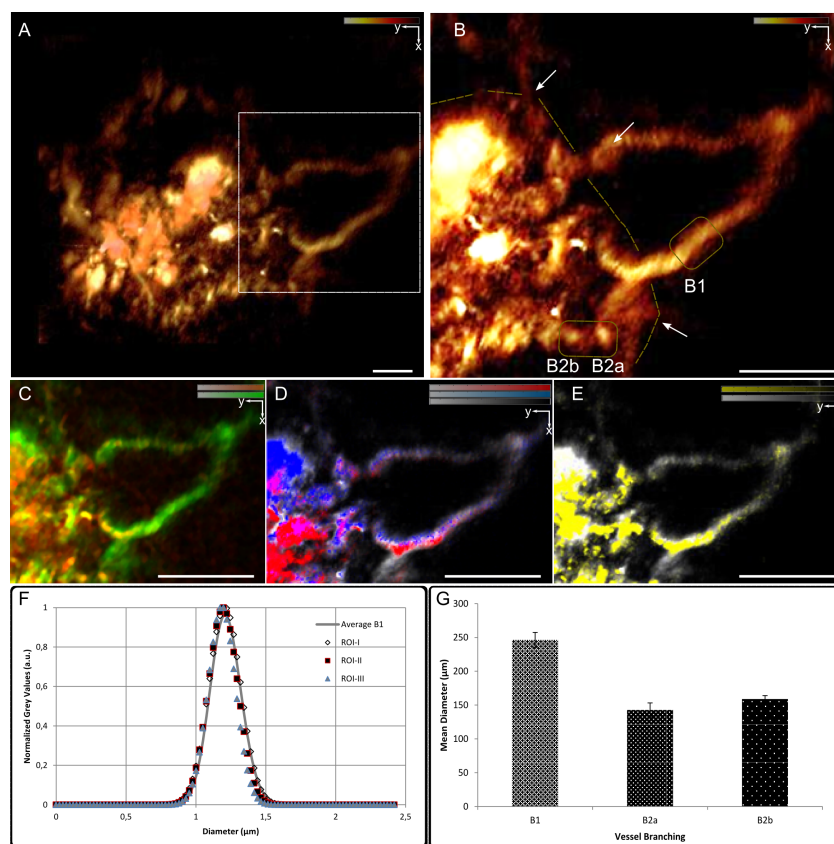 A
y
x
B
y
x
B1
B2b B2a
C
y
x
D
y
x
E
y
F
Normalized Grey Values (a.u.)
1
0,8
0,6
0,4
0,2
0
0 0,5 1 1,5 2 2,5
Diameter (µm)
Average B1
ROI-I
ROI-II
ROI-III
G
Mean Diameter (µm)
300
250
200
150
100
50
0
B1 B2a B2b
Vessel Branching